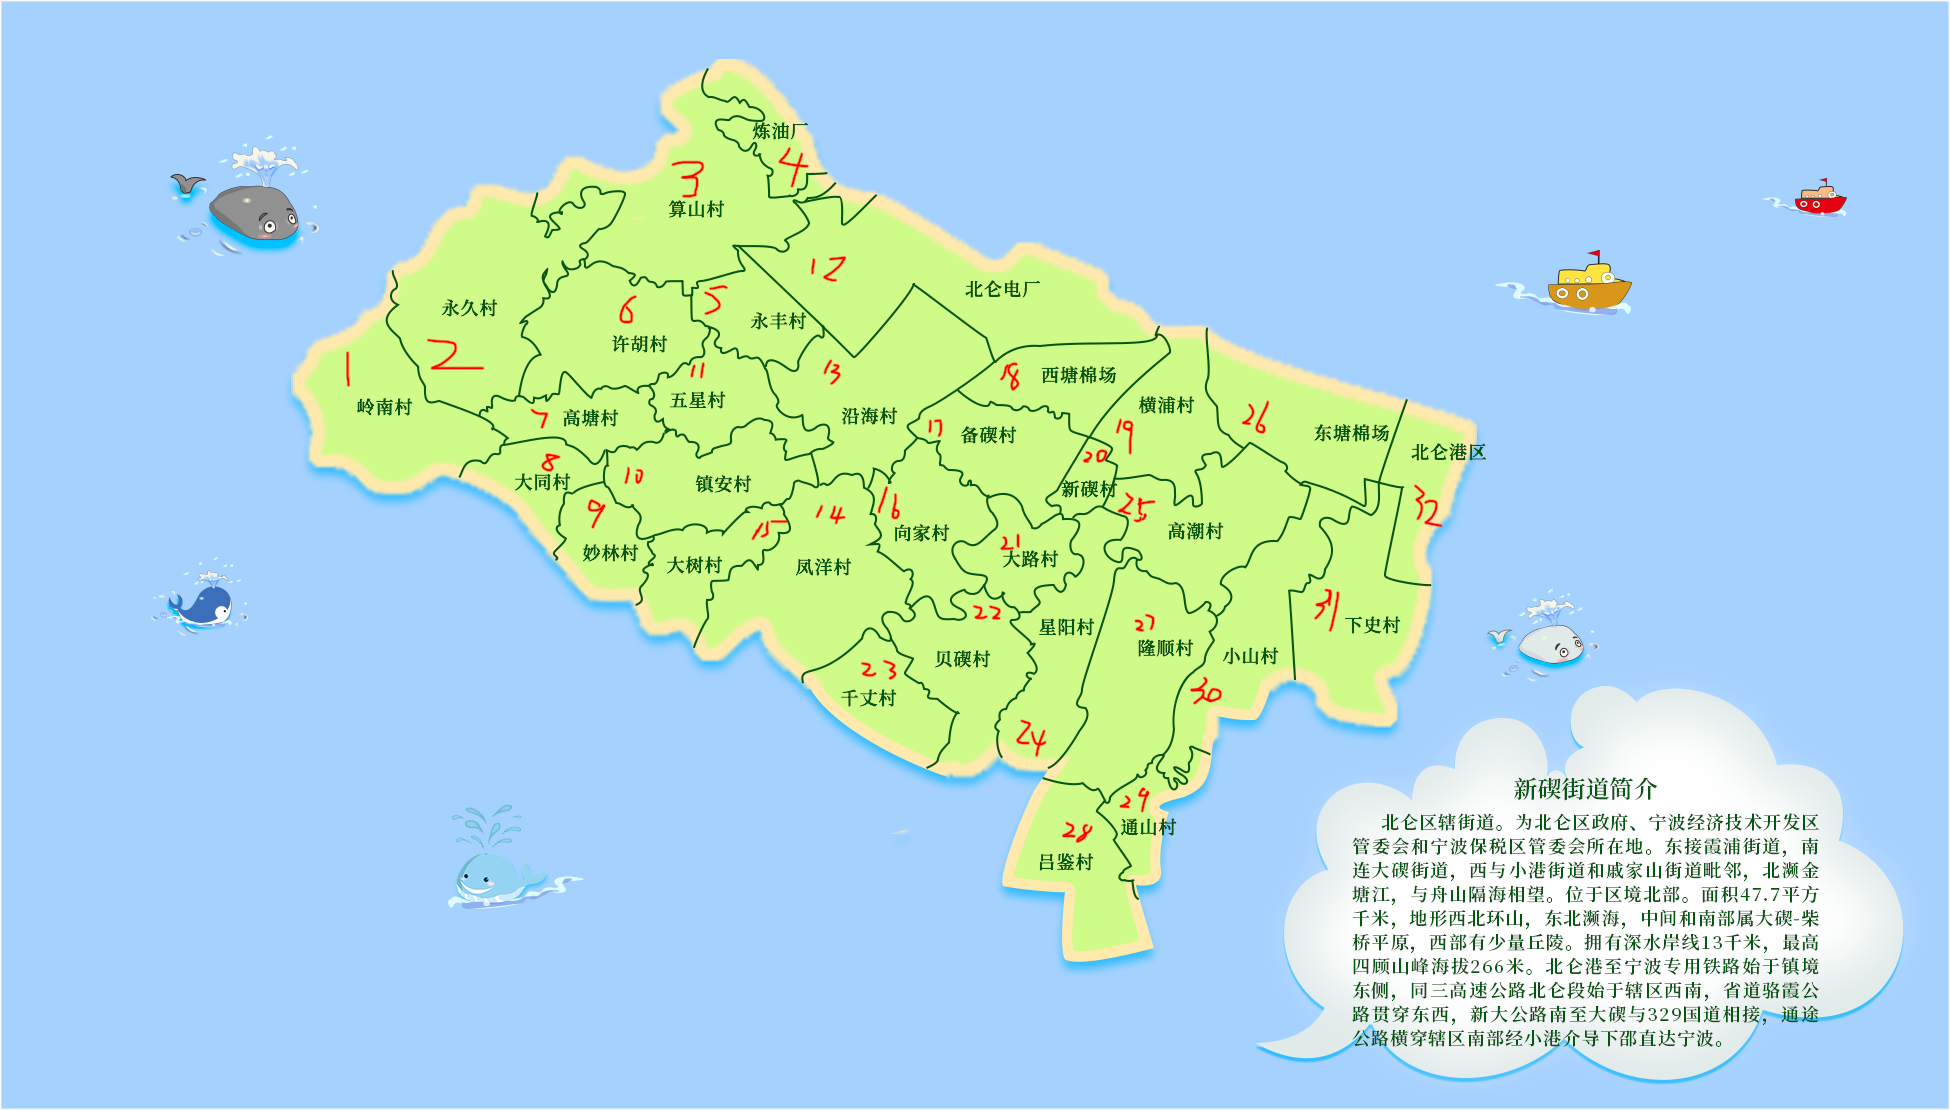 炼油厂
4
3
算山村
12
北仑电厂
永久村
6
5
许胡村
永丰村
1
2
岭南村
11
五星村
13
沿海村
18
西塘棉场
横浦村
26
东塘棉场
北仑港区
7
高塘村
17
备碶村
19
20
8
大同村
10
镇安村
新碶村
25
高潮村
32
9
妙林村
15
大树村
14
凤洋村
16
向家村
21
大路村
22
星阳村
27
隆顺村
31
下史村
贝碶村
小山村
23
千丈村
30
24
29
通山村
28
吕鉴村
新碶街道简介
北仑区辖街道。为北仑区政府、宁波经济技术开发区
管委会和宁波保税区管委会所在地。东接霞浦街道，南
连大碶街道，西与小港街道和戚家山街道毗邻，北濒金
塘江，与舟山隔海相望。位于区境北部。面积47.7平方
千米，地形西北环山，东北濒海，中间和南部属大碶-柴
桥平原，西部有少量丘陵。拥有深水岸线13千米，最高
四顾山峰海拔266米。北仑港至宁波专用铁路始于镇境
东侧，同三高速公路北仑段始于辖区西南，省道骆霞公
路贯穿东西，新大公路南至大碶与329国道相接，通途
公路横穿辖区南部经小港介导下邵直达宁波。